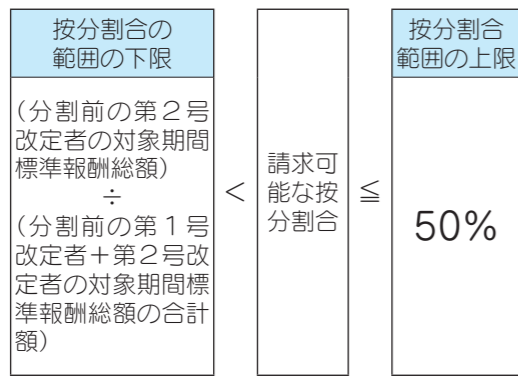 按分割合の
範囲の下限
(分割前の第２号
改定者の対象期間
標準報酬総額)
÷
(分割前の第１号
改定者＋第２号改
定者の対象期間標
準報酬総額の合計
額)
＜
請求可
能な按
分割合
≦
按分割合
範囲の上限
50%